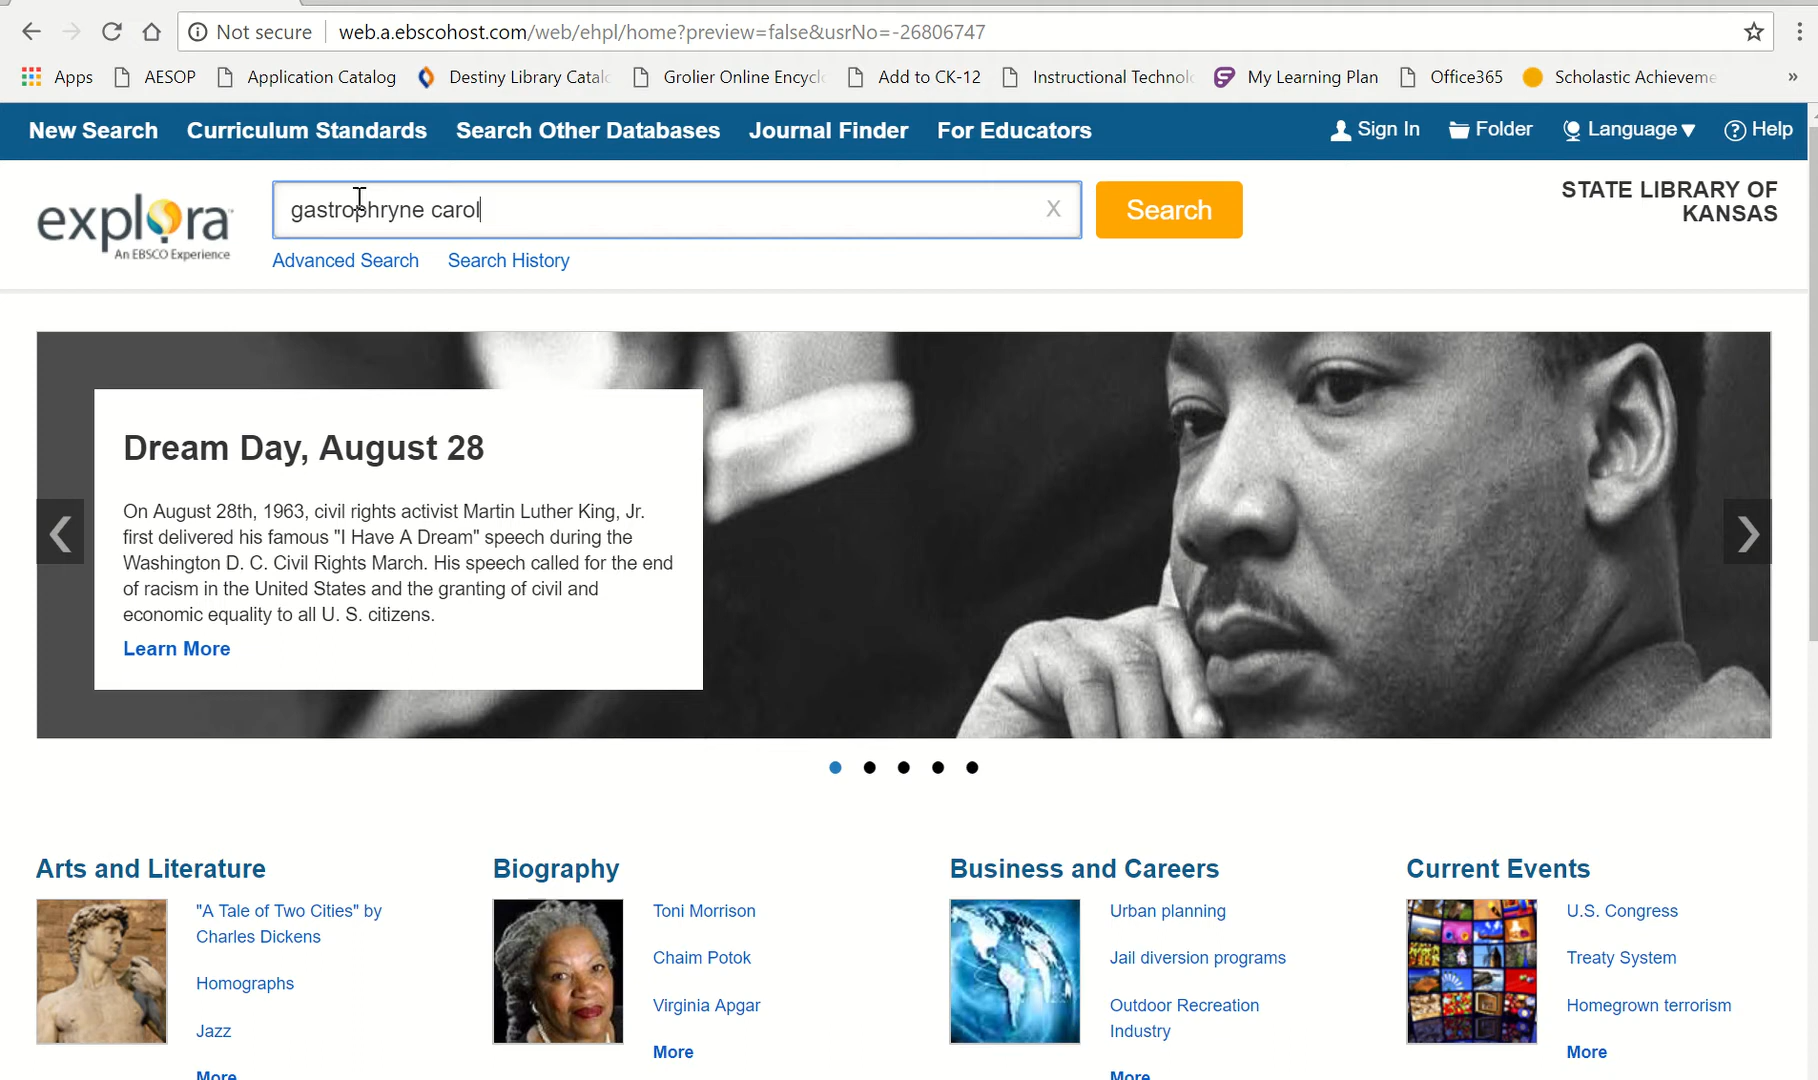 Not secure web.a.ebscohost.com/web/ehpl/home?preview=false&usrNo=-26806747
Apps AESOP Application Catalog Destiny Library Catal Grolier Online Encycl Add to CK-12 Instructional Technol My Learning Plan Office365 Scholastic Achieveme »
New Search Curriculum Standards Search Other Databases Journal Finder For Educators Sign In Folder Language Help
explora
An EBSCO Experience
gastrophryne carol X Search
Advanced Search Search History
STATE LIBRARY OF
KANSAS
Dream Day, August 28
On August 28th, 1963, civil rights activist Martin Luther King, Jr.
first delivered his famous "I Have A Dream" speech during the
Washington D. C. Civil Rights March. His speech called for the end
of racism in the United States and the granting of civil and
economic equality to all U. S. citizens.
Learn More
Arts and Literature
"A Tale of Two Cities" by
Charles Dickens
Homographs
Jazz
More
Biography
Toni Morrison
Chaim Potok
Virginia Apgar
More
Business and Careers
Urban planning
Jail diversion programs
Outdoor Recreation
Industry
More
Current Events
U.S. Congress
Treaty System
Homegrown terrorism
More